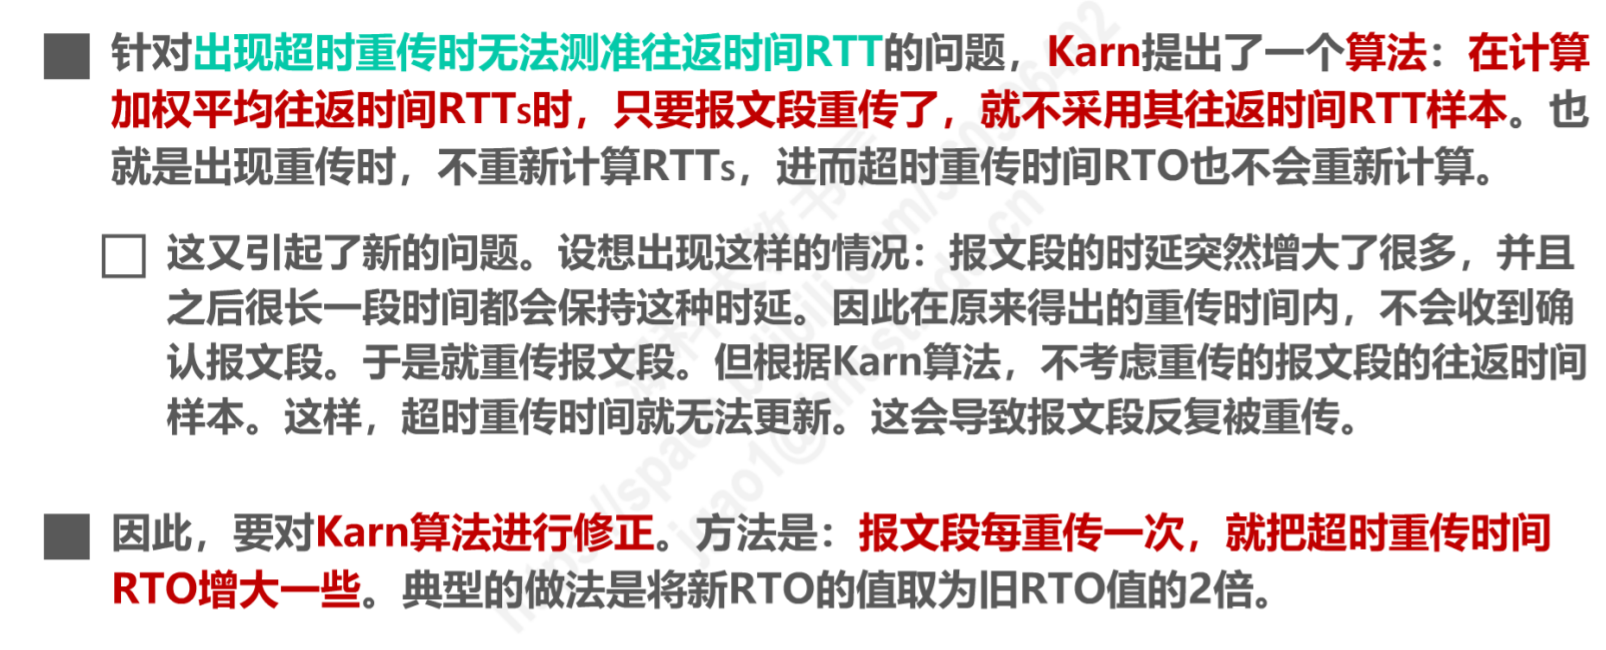 针对出现超时重传时无法测准往返时间RTT的问题，Karn提出了一个算法：在计算
加权平均往返时间RTTs时，只要报文段重传了，就不采用其往返时间RTT样本。也
就是出现重传时，不重新计算RTTs，进而超时重传时间RTO也不会重新计算。
这又引起了新的问题。设想出现这样的情况：报文段的时延突然增大了很多，并且
之后很长一段时间都会保持这种时延。因此在原来得出的重传时间内，不会收到确
认报文段。于是就重传报文段。但根据Karn算法，不考虑重传的报文段的往返时间
样本。这样，超时重传时间就无法更新。这会导致报文段反复被重传。
因此，要对Karn算法进行修正。方法是：报文段每重传一次，就把超时重传时间
RTO增大一些。典型的做法是将新RTO的值取为旧RTO值的2倍。